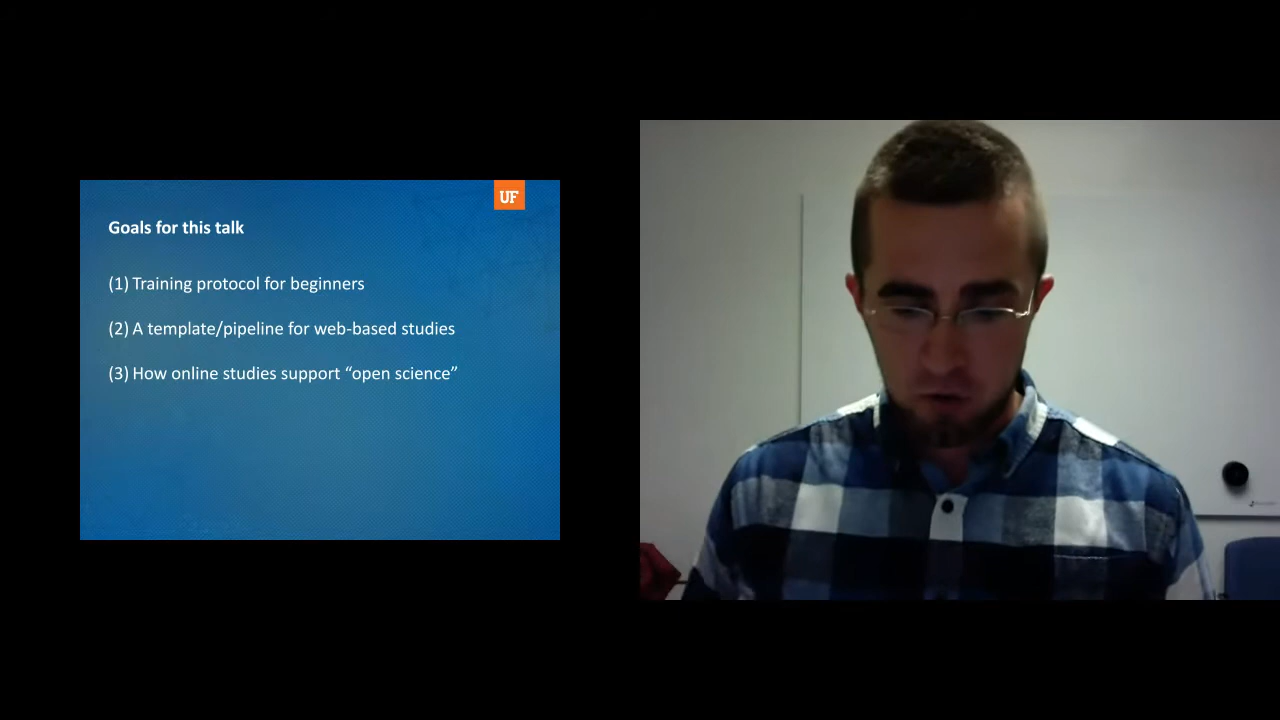 UF
Goals for this talk
(1) Training protocol for beginners
(2) A template/pipeline for web-based studies
(3) How online studies support “open science”